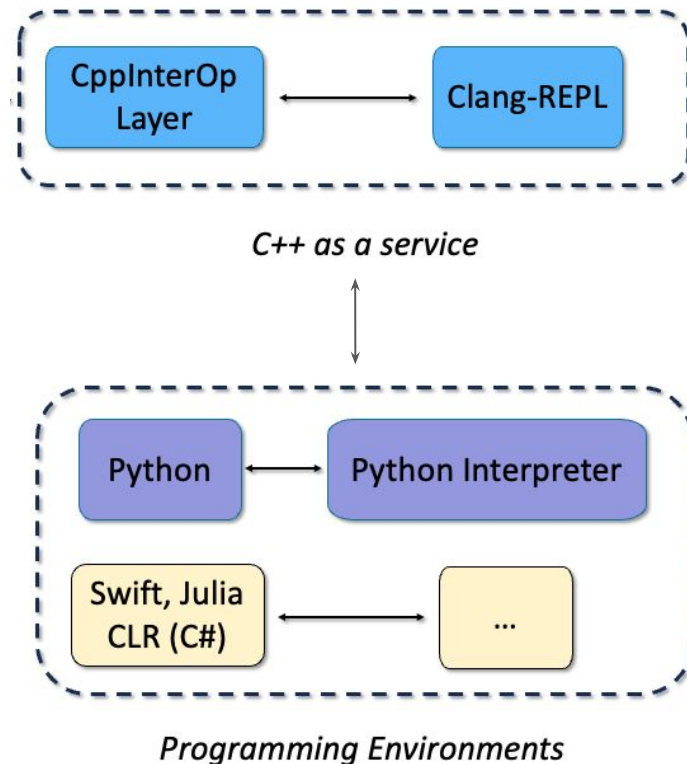 CppInterOp
Layer
Clang-REPL
C++ as a service
Python
Python Interpreter
Swift, Julia
CLR (C#)
...
Programming Environments